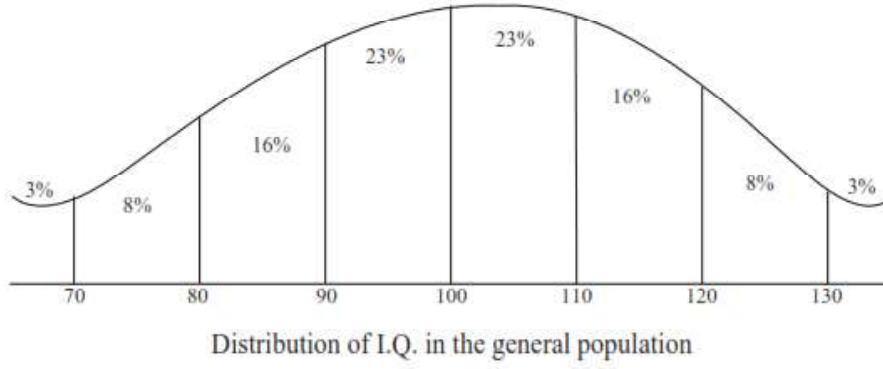 23% 23%
16% 16%
3% 8% 8% 3%
70 80 90 100 110 120 130
Distribution of I.Q. in the general population